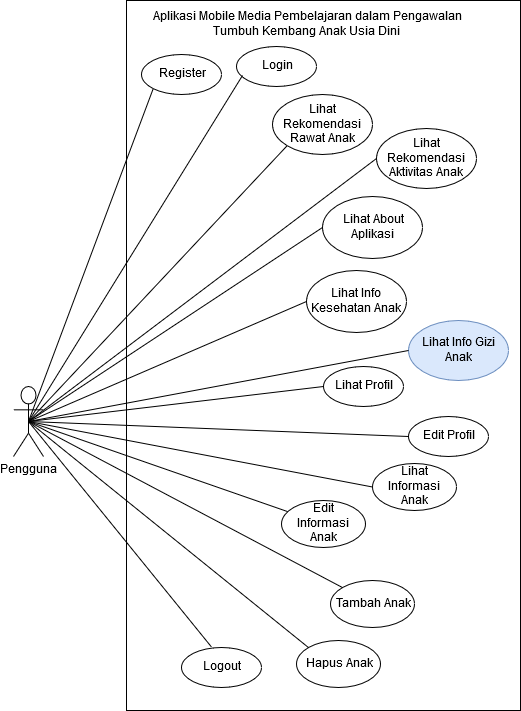 Aplikasi Mobile Media Pembelajaran dalam Pengawalan
Tumbuh Kembang Anak Usia Dini
Register
Login
Lihat
Rekomendasi
Rawat Anak
Lihat
Rekomendasi
Aktivitas Anak
Lihat About
Aplikasi
Lihat Info
Kesehatan Anak
Lihat Info Gizi
Anak
Lihat Profil
Edit Profil
Pengguna
Lihat
Informasi
Anak
Edit
Informasi
Anak
Tambah Anak
Hapus Anak
Logout